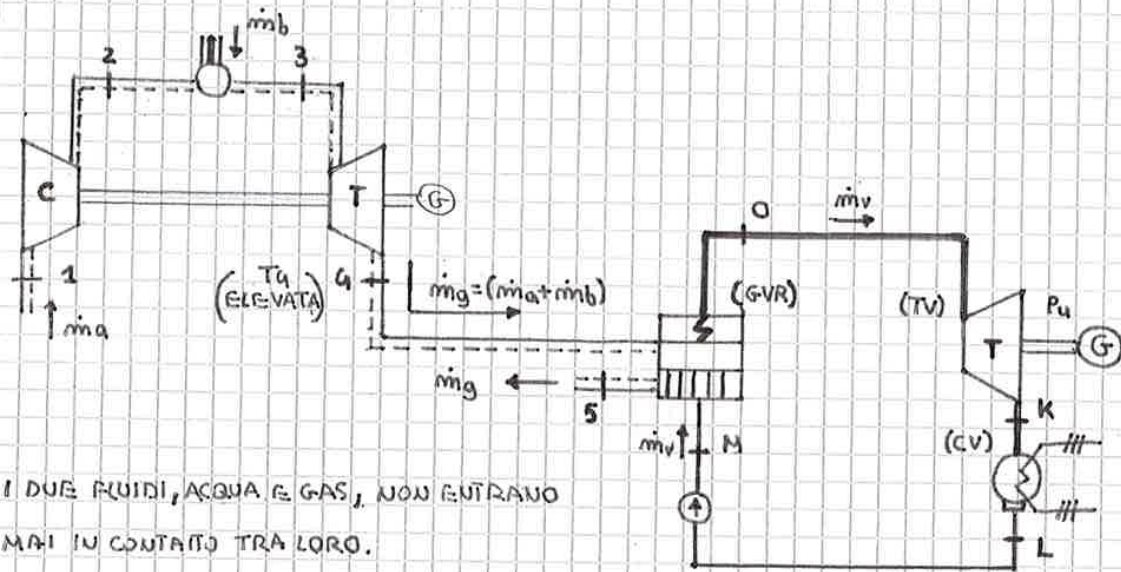 ṁb
2
3
C
T
G
1
ṁa
T4
(ELEVATA)
4
ṁg=(ṁa+ṁb)
ṁg
5
O
ṁv
(GVR)
(TV)
T
Pu
G
K
(CV)
ṁv
M
L
I DUE FLUIDI, ACQUA E GAS, NON ENTRANO
MAI IN CONTATTO TRA LORO.